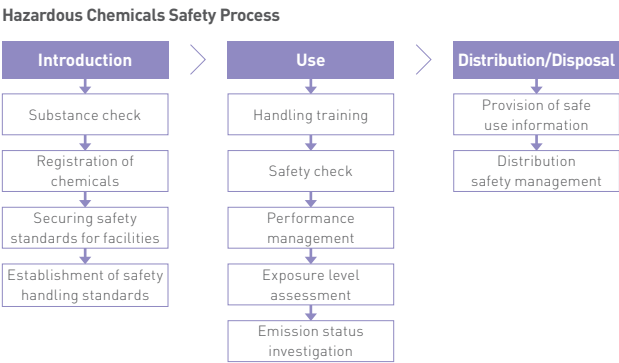 Hazardous Chemicals Safety Process
Introduction
Substance check
Registration of
chemicals
Securing safety
standards for facilities
Establishment of safety
handling standards
Use
Handling training
Safety check
Performance
management
Exposure level
assessment
Emission status
investigation
Distribution/Disposal
Provision of safe
use information
Distribution
safety management